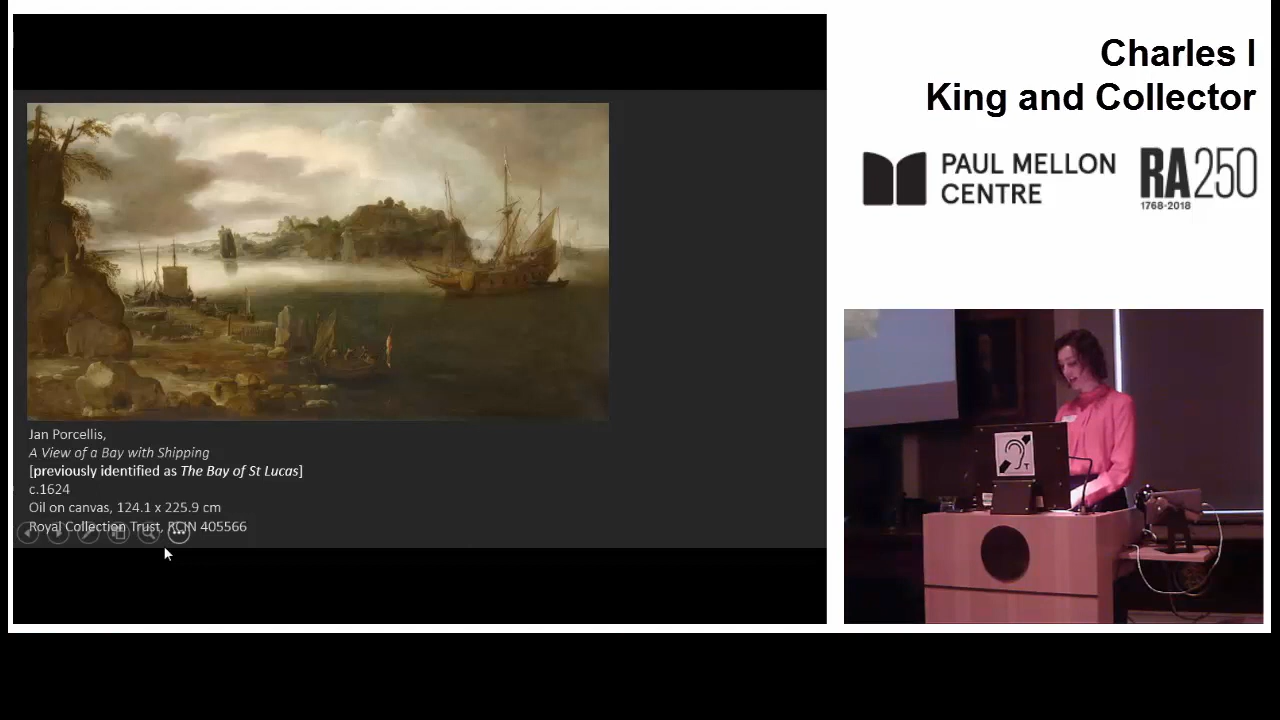 Charles I
King and Collector
PAUL MELLON
CENTRE
RA250
1768-2018
Jan Porcellis,
A View of a Bay with Shipping
[previously identified as The Bay of St Lucas]
c.1624
Oil on canvas, 124.1 x 225.9 cm
Royal Collection Trust, RCIN 405566
T